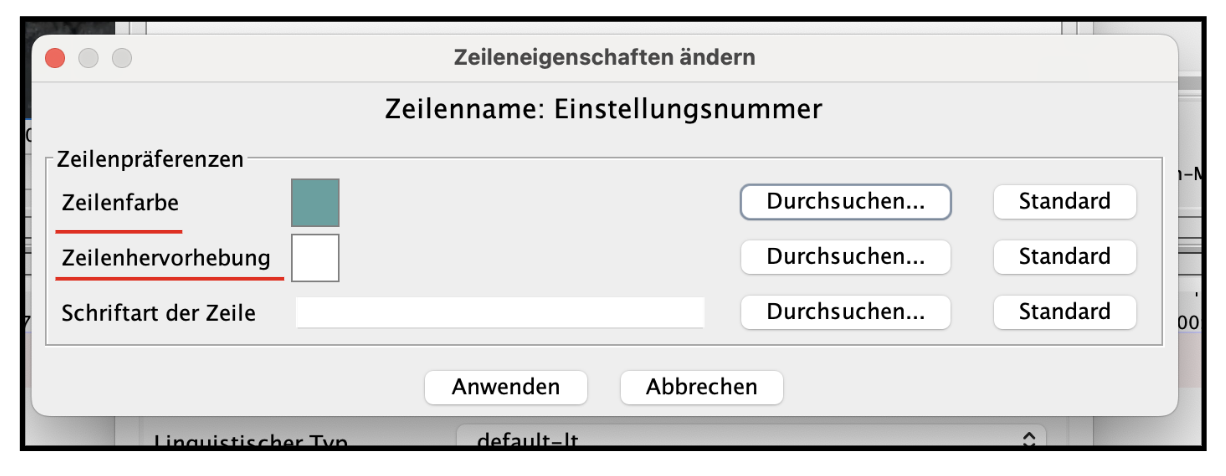 Zeileneigenschaften ändern
Zeilenname: Einstellungsnummer
Zeilenpräferenzen
Zeilenfarbe Durchsuchen... Standard
Zeilenhervorhebung Durchsuchen... Standard
Schriftart der Zeile Durchsuchen... Standard
Anwenden Abbrechen
Linguistischer Typ default-lt